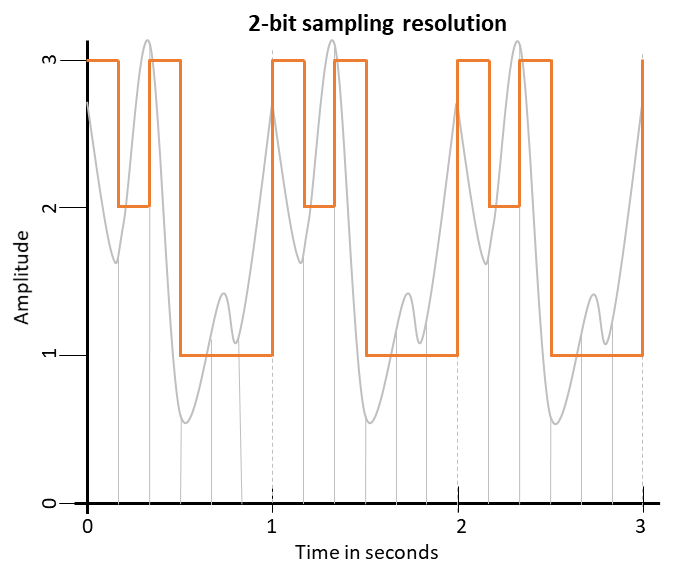 2-bit sampling resolution
3
2
1
0
Amplitude
0 1 2 3
Time in seconds